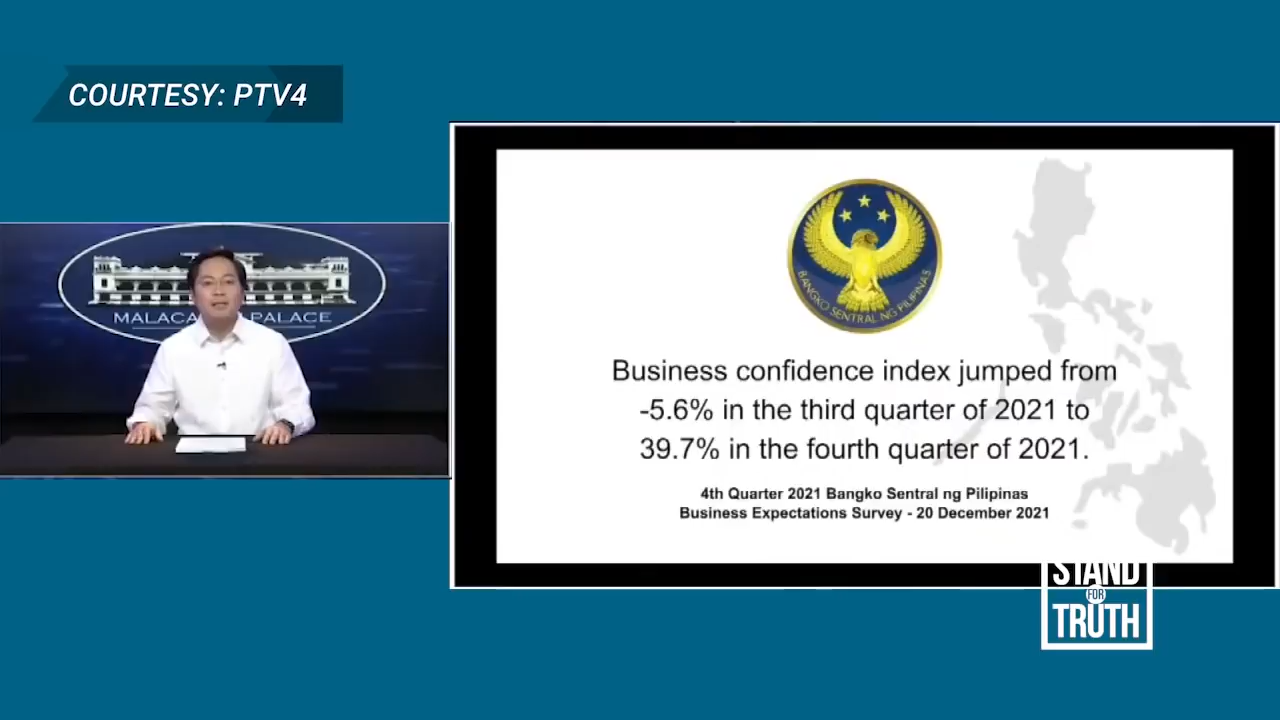 COURTESY: PTV4
MALACA PALACE
BANGKO SENTRAL NG PILIPINAS
Business confidence index jumped from
-5.6% in the third quarter of 2021 to
39.7% in the fourth quarter of 2021.
4th Quarter 2021 Bangko Sentral ng Pilipinas
Business Expectations Survey - 20 December 2021
STAND
FOR
TRUTH